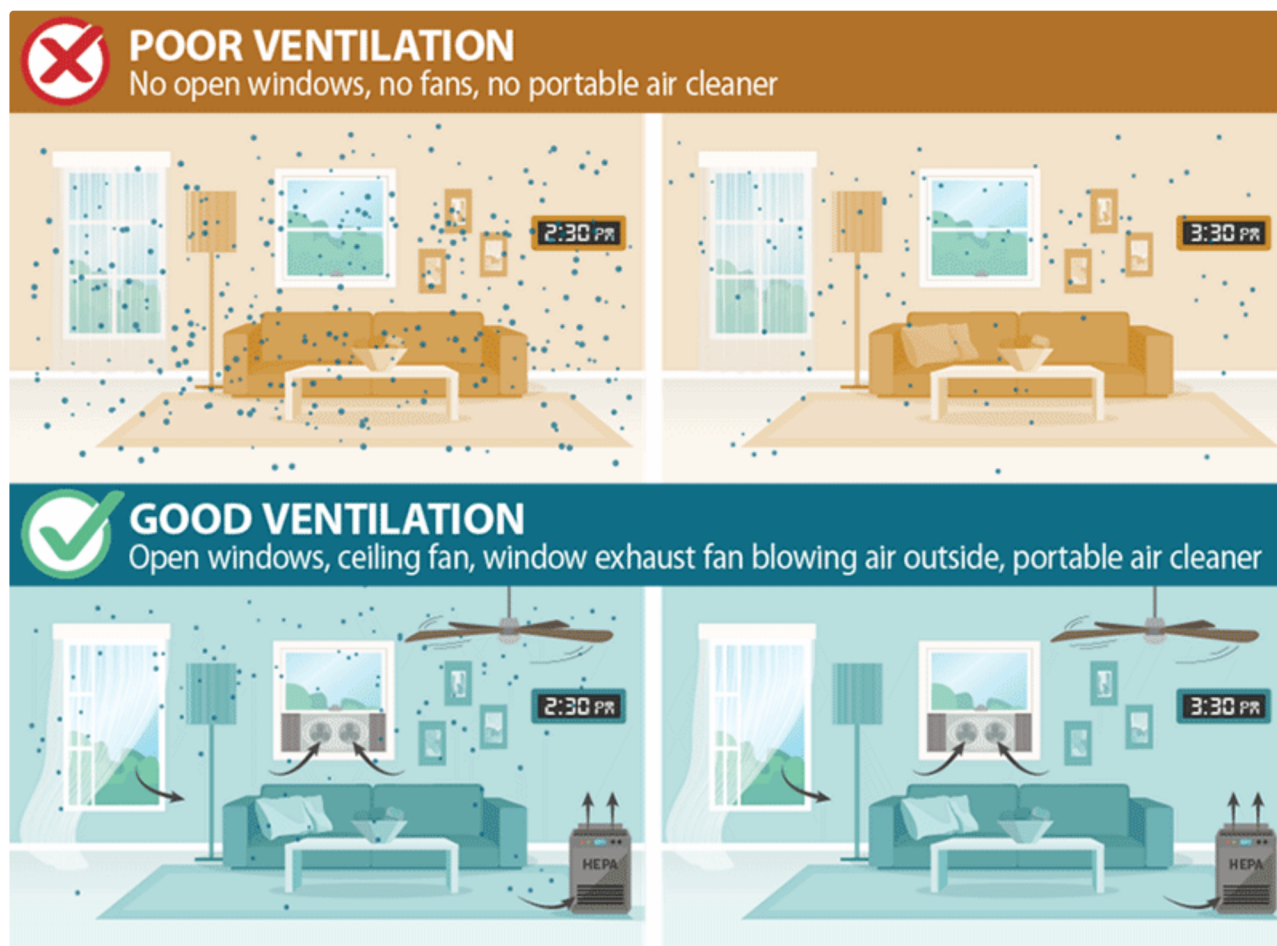 POOR VENTILATION
No open windows, no fans, no portable air cleaner
2:30 PM
3:30 PM
GOOD VENTILATION
Open windows, ceiling fan, window exhaust fan blowing air outside, portable air cleaner
2:30 PM
3:30 PM
HEPA
HEPA